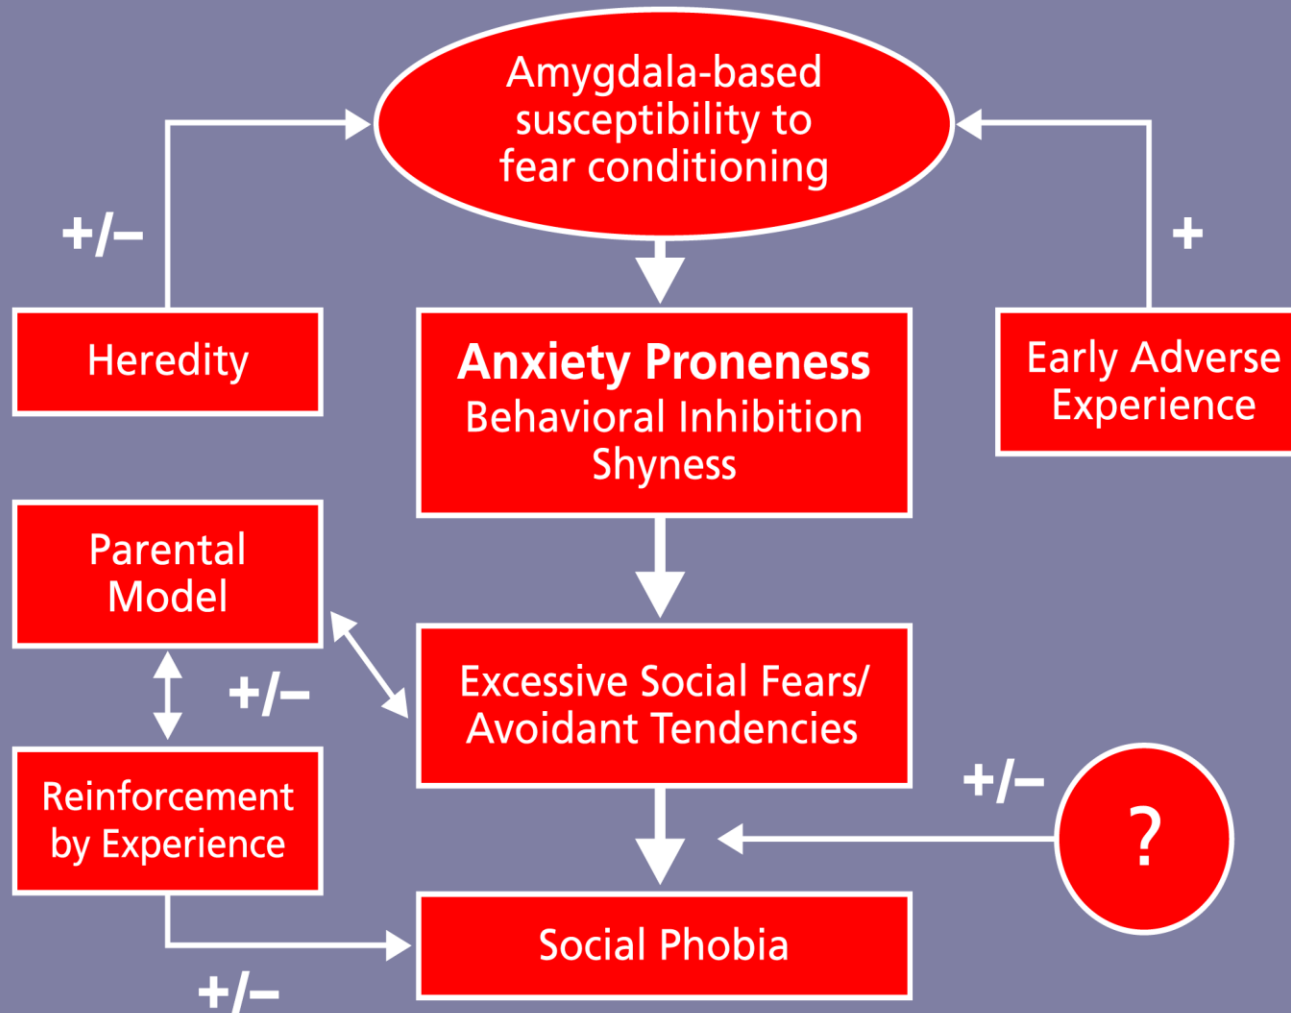 Amygdala-based
susceptibility to
fear conditioning
+/–
+
Heredity
Anxiety Proneness
Behavioral Inhibition
Shyness
Early Adverse
Experience
Parental
Model
+/–
Excessive Social Fears/
Avoidant Tendencies
Reinforcement
by Experience
+/–
?
Social Phobia
+/–